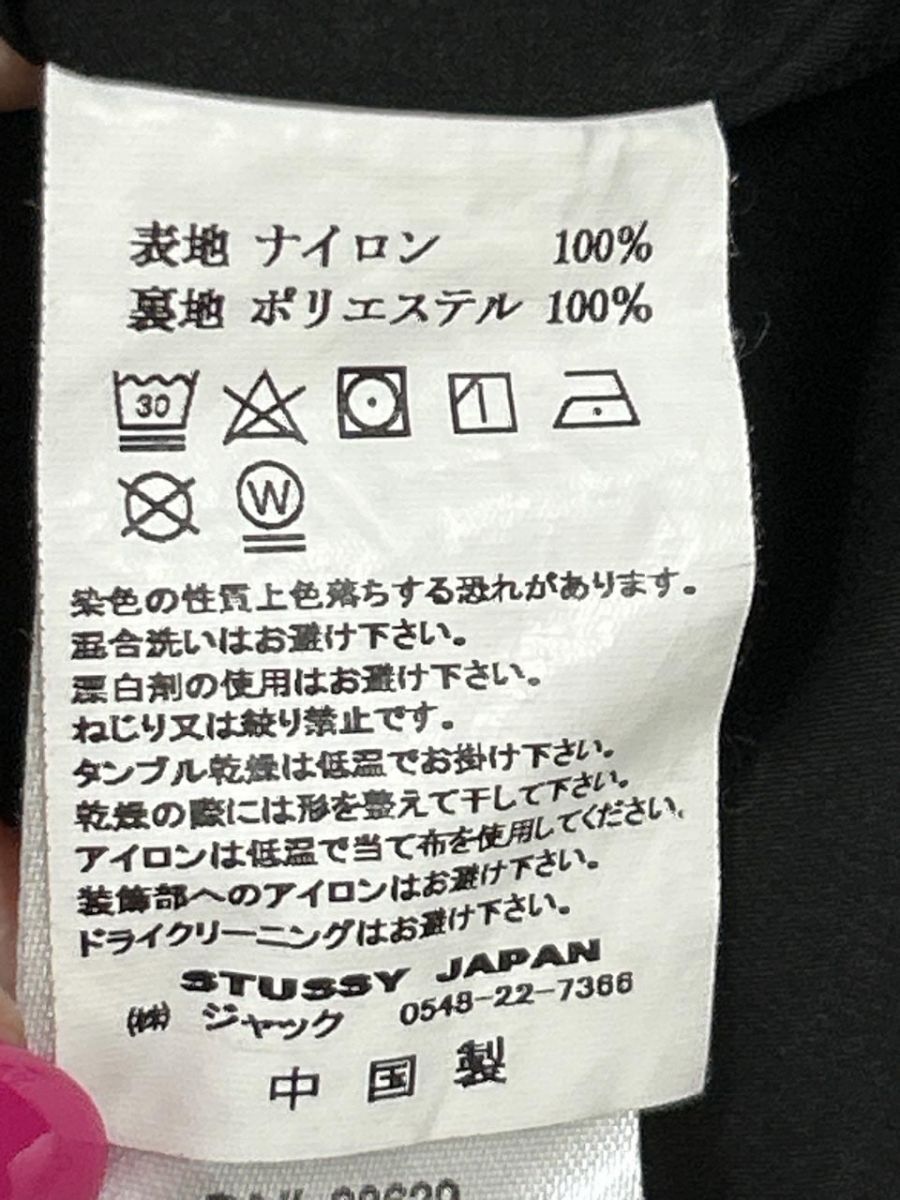 表地 ナイロン 100%
裏地 ポリエステル 100%
30
W
染色の性質上色落ちする恐れがあります。
混合洗いはお避け下さい。
漂白剤の使用はお避け下さい。
ねじり又は絞り禁止です。
タンブル乾燥は低温でお掛け下さい。
乾燥の際には形を整えて干して下さい。
アイロンは低温で当て布を使用してください。
装飾部へのアイロンはお避け下さい。
ドライクリーニングはお避け下さい。
STUSSY JAPAN
㈱ ジャック 0548-22-7366
中国製